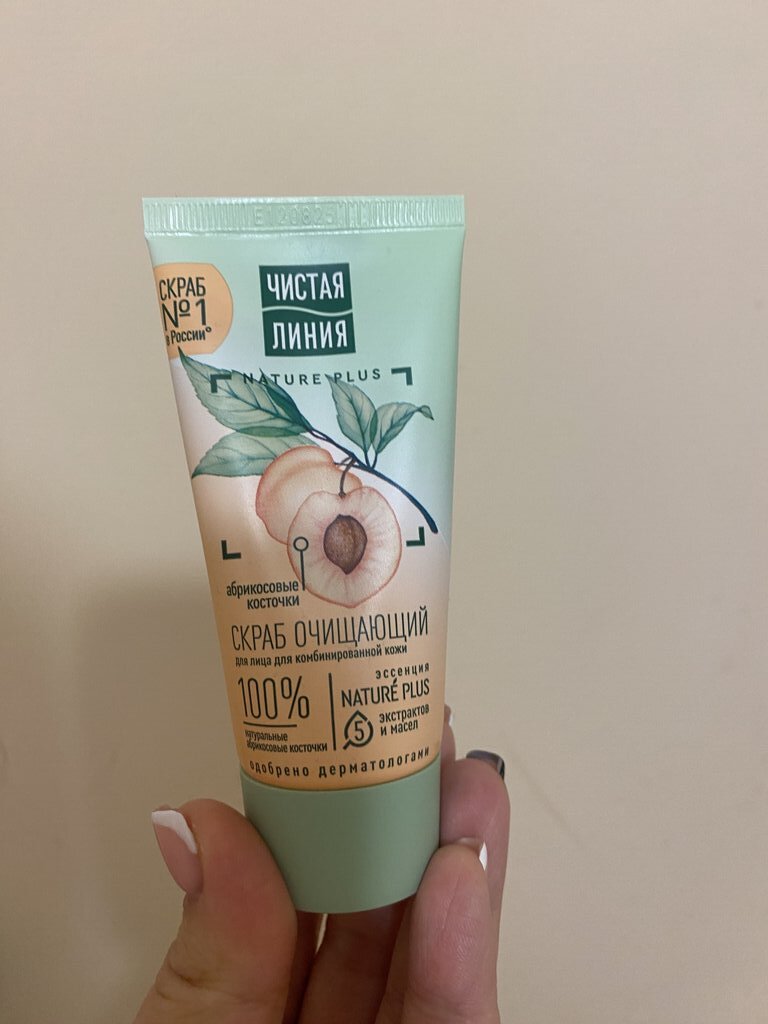 СКРАБ
№1
в России°
ЧИСТАЯ
ЛИНИЯ
NATURE PLUS
абрикосовые
косточки
СКРАБ ОЧИЩАЮЩИЙ
для лица для комбинированной кожи
100%
натуральные
абрикосовые косточки
эссенция
NATURÉ PLUS
5
экстрактов
и масел
одобрено дерматологами